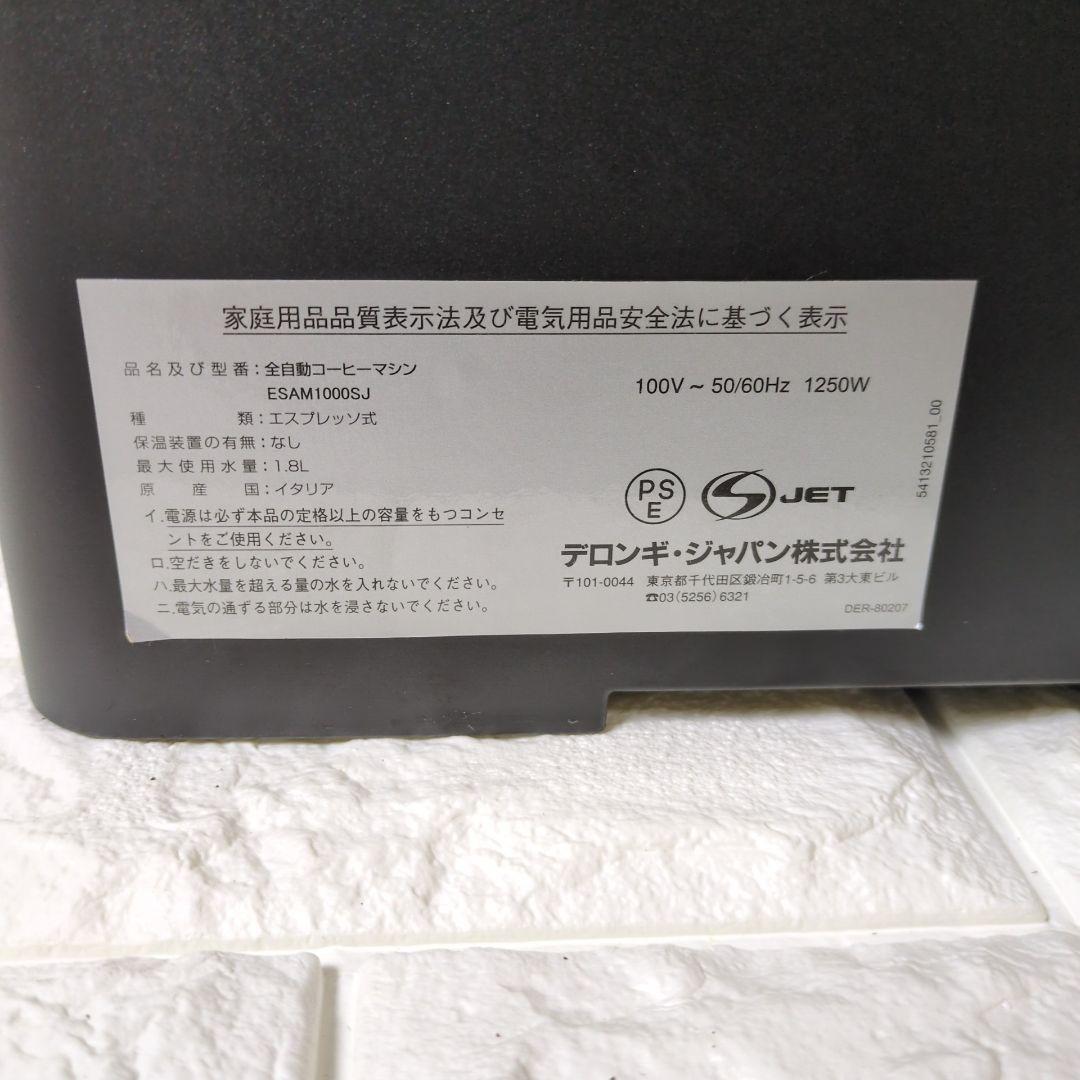 家庭用品品質表示法及び電気用品安全法に基づく表示
品名及び型番：全自動コーヒーマシン
ESAM1000SJ
種類：エスプレッソ式
保温装置の有無：なし
最大使用水量：1.8L
原産国：イタリア
イ.電源は必ず本品の定格以上の容量をもつコンセ
ントをご使用ください。
ロ.空だきをしないでください。
ハ.最大水量を超える量の水を入れないでください。
ニ.電気の通ずる部分は水を浸さないでください。
100V ~ 50/60Hz 1250W
PS
E
JET
デロンギ・ジャパン株式会社
〒101-0044 東京都千代田区鍛冶町1-5-6 第3大東ビル
☎03(5256)6321
DER-80207
5413210581_00